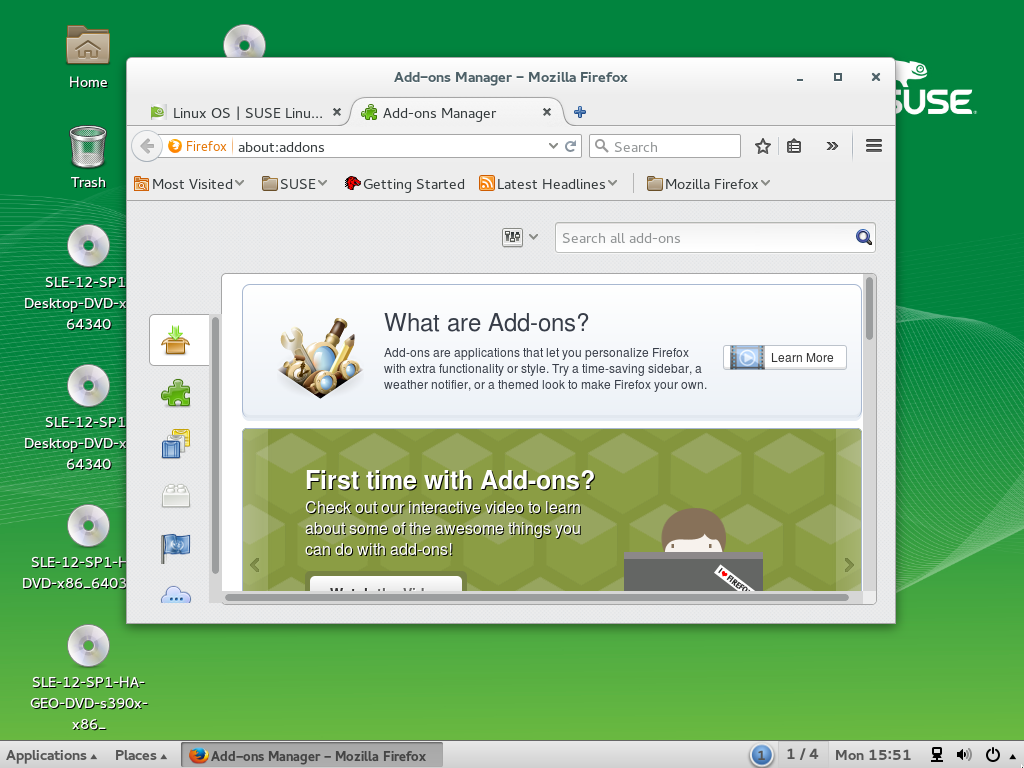 Home
Trash
SLE-12-SP1
Desktop-DVD-x
64340
SLE-12-SP1
Desktop-DVD-x
64340
SLE-12-SP1-H
DVD-x86_6403
SLE-12-SP1-HA-
GEO-DVD-s390x-
x86_
SUSE
Add-ons Manager - Mozilla Firefox
Linux OS | SUSE Linu...
Add-ons Manager
Firefox
about:addons
Search
Most Visited
SUSE
Getting Started
Latest Headlines
Mozilla Firefox
Search all add-ons
What are Add-ons?
Add-ons are applications that let you personalize Firefox
with extra functionality or style. Try a time-saving sidebar, a
weather notifier, or a themed look to make Firefox your own.
Learn More
First time with Add-ons?
Check out our interactive video to learn
about some of the awesome things you
can do with add-ons!
I ♥ FIREFOX
Applications
Places
Add-ons Manager - Mozilla Firefox
1
1 / 4
Mon 15:51